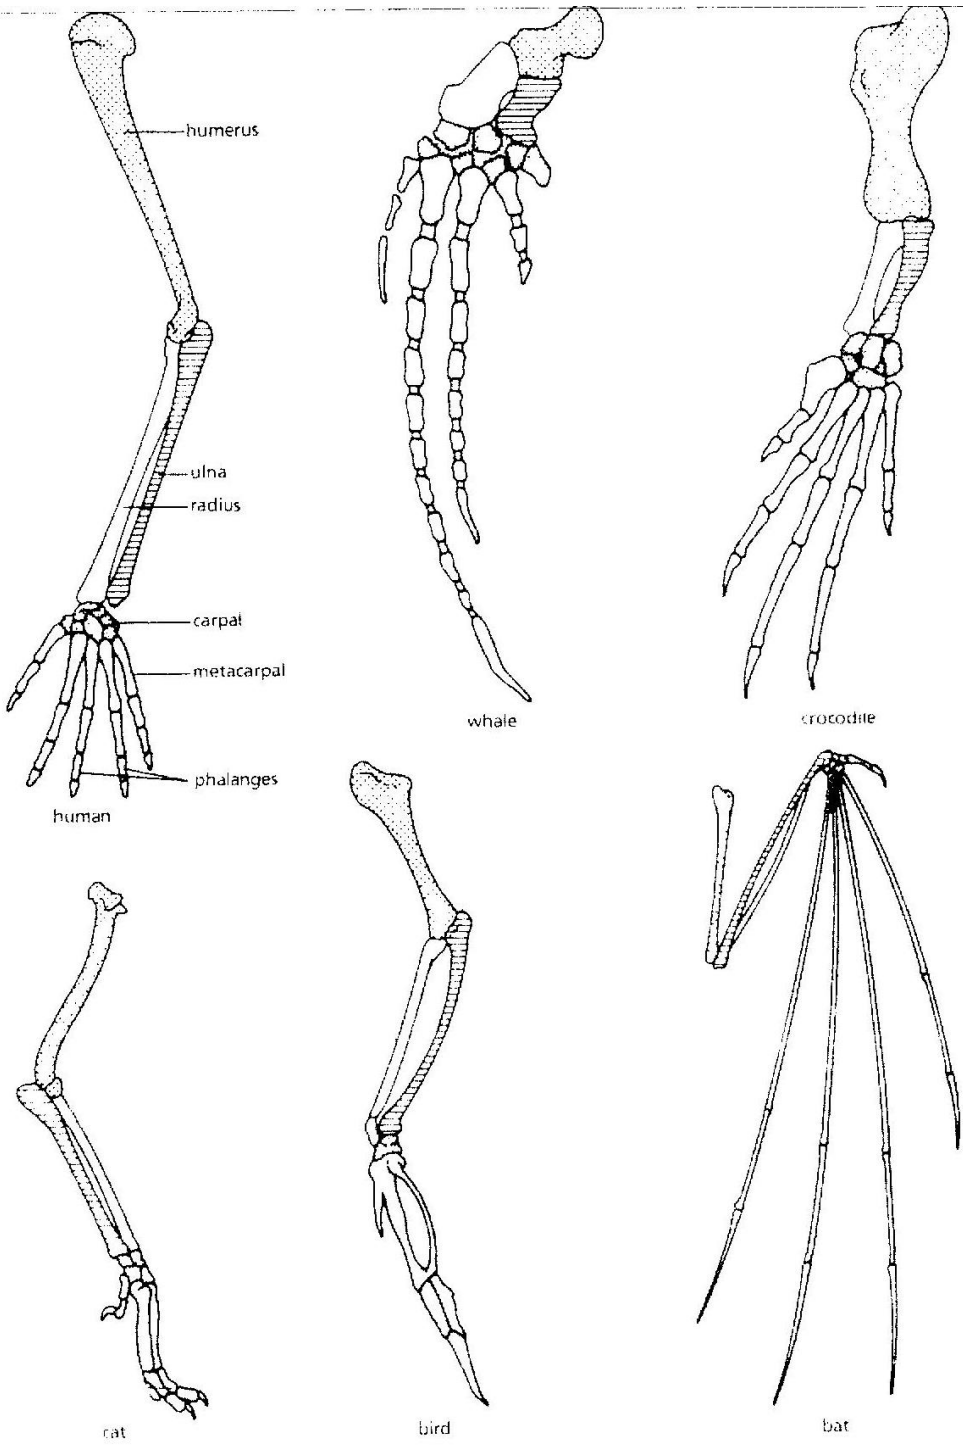 humerus
ulna
radius
carpal
metacarpal
phalanges
human
whale
crocodile
cat
bird
bat